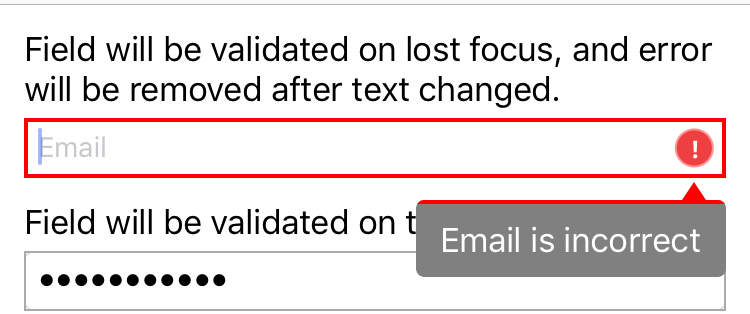 Field will be validated on lost focus, and error
will be removed after text changed.
Email
!
Field will be validated on t
Email is incorrect
•••••••••••